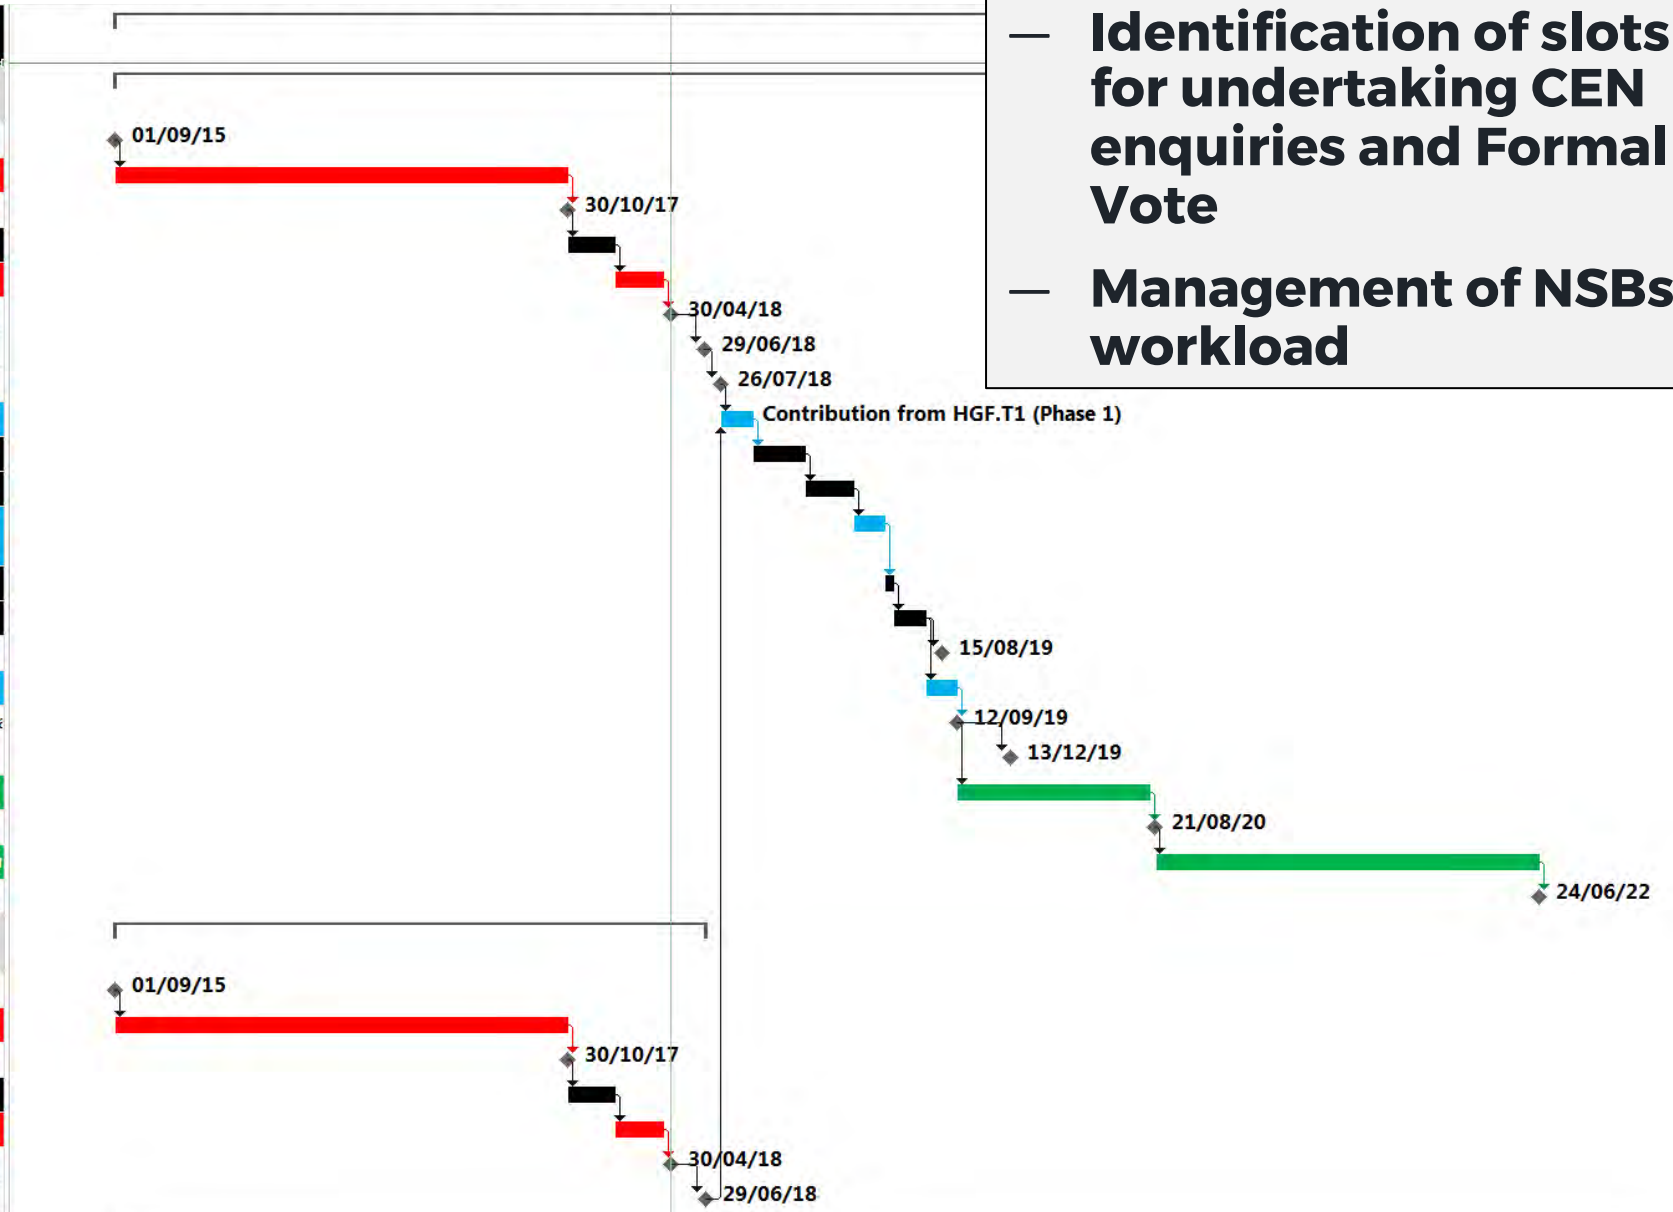 — Identification of slots
for undertaking CEN
enquiries and Formal
Vote
— Management of NSBs
workload
01/09/15
30/10/17
30/04/18
29/06/18
26/07/18
Contribution from HGF.T1 (Phase 1)
15/08/19
12/09/19
13/12/19
21/08/20
24/06/22
01/09/15
30/10/17
30/04/18
29/06/18